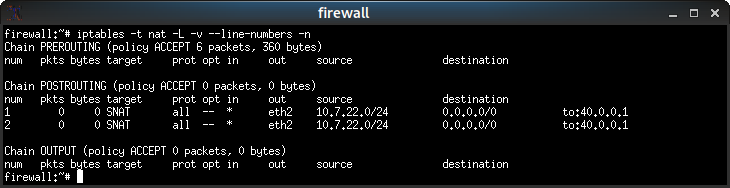 firewall
firewall:~# iptables -t nat -L -v --line-numbers -n
Chain PREROUTING (policy ACCEPT 6 packets, 360 bytes)
num   pkts bytes target     prot opt in     out     source               destination
Chain POSTROUTING (policy ACCEPT 0 packets, 0 bytes)
num   pkts bytes target     prot opt in     out     source               destination
1        0     0 SNAT       all  --  *      eth2    10.7.22.0/24         0.0.0.0/0           to:40.0.0.1
2        0     0 SNAT       all  --  *      eth2    10.7.22.0/24         0.0.0.0/0           to:40.0.0.1
Chain OUTPUT (policy ACCEPT 0 packets, 0 bytes)
num   pkts bytes target     prot opt in     out     source               destination
firewall:~#